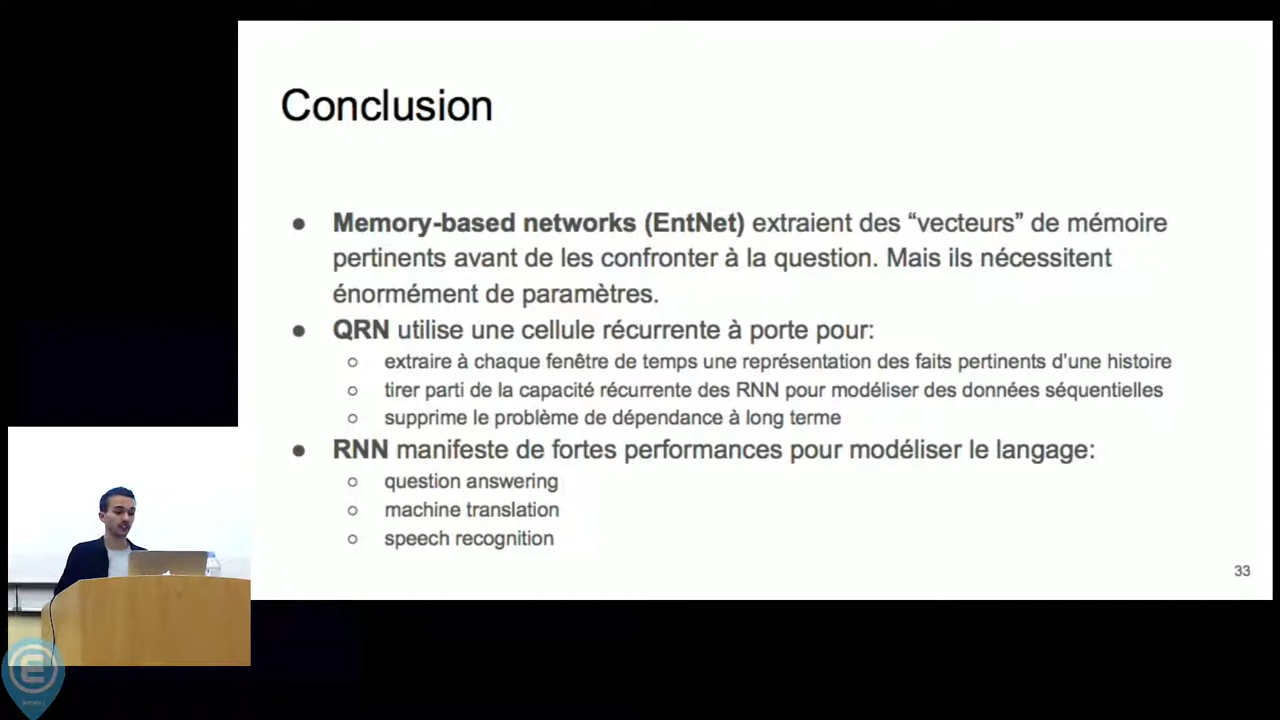 Conclusion
● Memory-based networks (EntNet) extraient des “vecteurs” de mémoire
pertinents avant de les confronter à la question. Mais ils nécessitent
énormément de paramètres.
● QRN utilise une cellule récurrente à porte pour:
○ extraire à chaque fenêtre de temps une représentation des faits pertinents d’une histoire
○ tirer parti de la capacité récurrente des RNN pour modéliser des données séquentielles
○ supprime le problème de dépendance à long terme
● RNN manifeste de fortes performances pour modéliser le langage:
○ question answering
○ machine translation
○ speech recognition
33
E